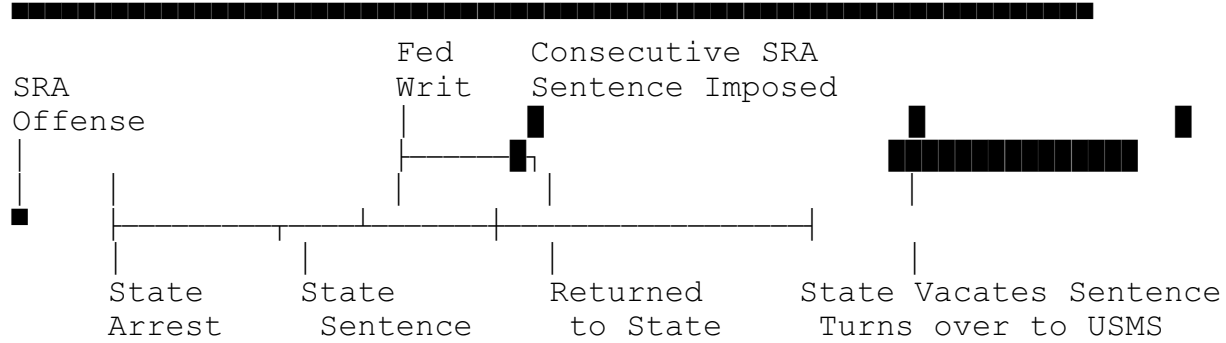 Fed Consecutive SRA
SRA Writ Sentence Imposed
Offense
State State Returned State Vacates Sentence
Arrest Sentence to State Turns over to USMS